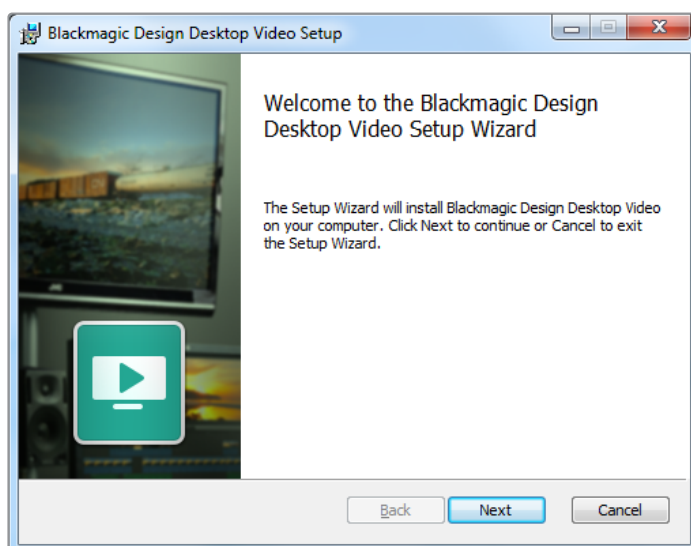 Blackmagic Design Desktop Video Setup
Welcome to the Blackmagic Design
Desktop Video Setup Wizard
The Setup Wizard will install Blackmagic Design Desktop Video
on your computer. Click Next to continue or Cancel to exit
the Setup Wizard.
Back Next Cancel